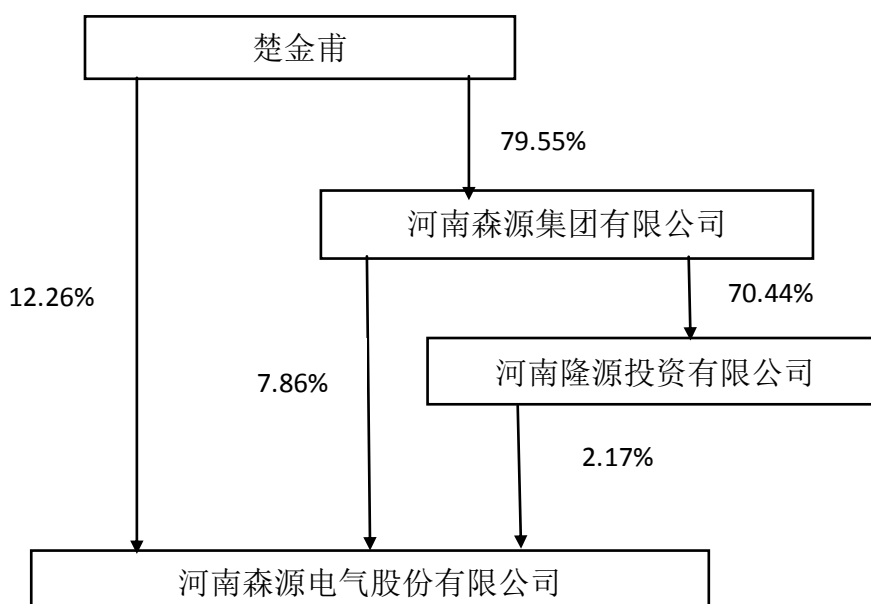 楚金甫
79.55%
河南森源集团有限公司
12.26%
70.44%
河南隆源投资有限公司
7.86%
2.17%
河南森源电气股份有限公司